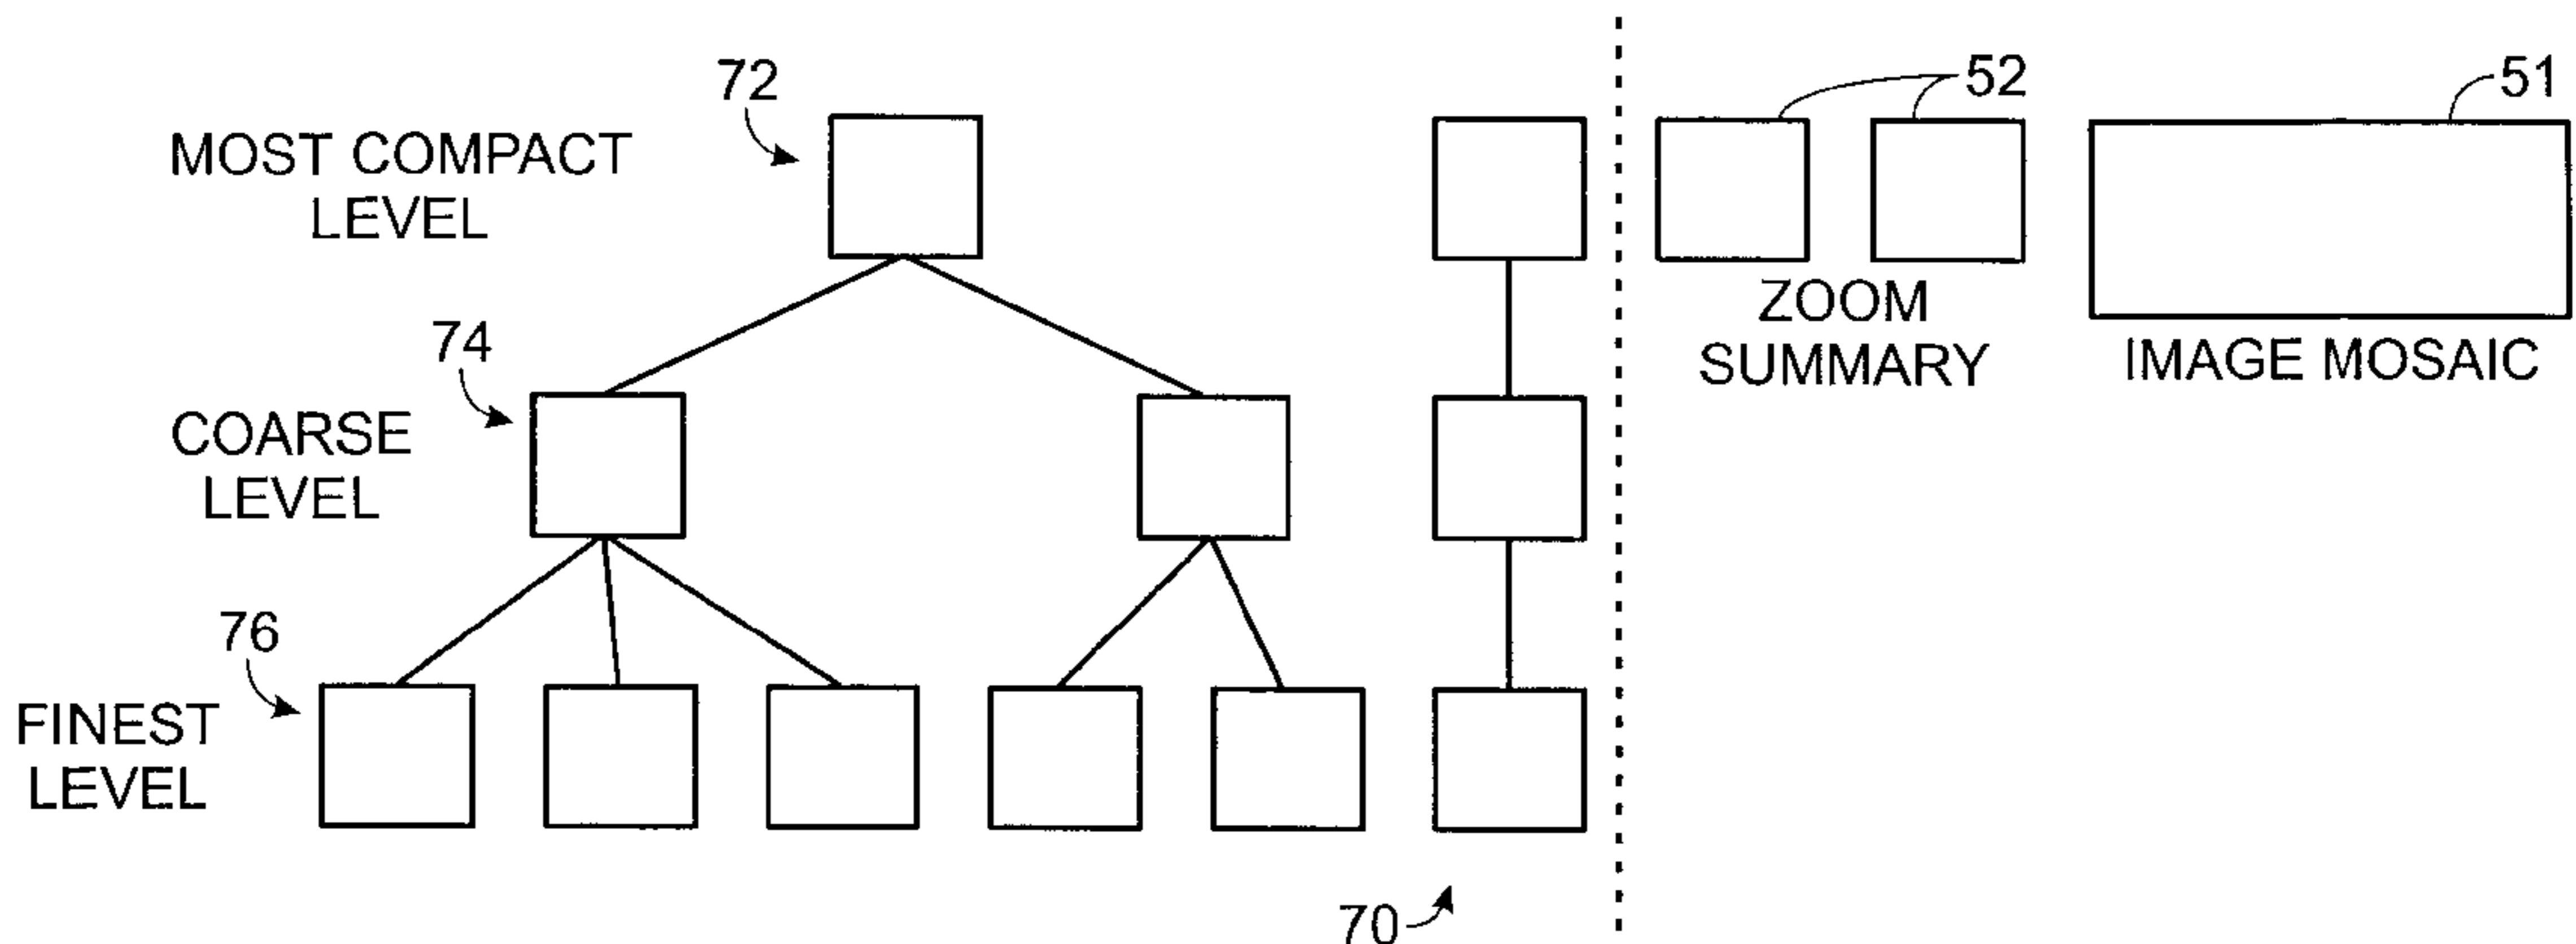 72
52
51
MOST COMPACT
LEVEL
ZOOM
SUMMARY
IMAGE MOSAIC
74
COARSE
LEVEL
76
FINEST
LEVEL
70